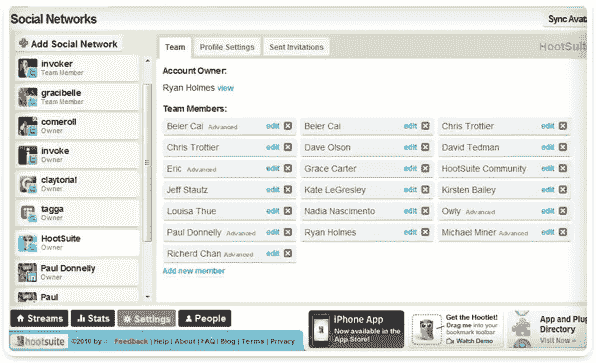 Social Networks
Sync Avata
Add Social Network
Team
Profile Settings
Sent Invitations
HootSuite
invoker
Team Member
gracibelle
Team Member
comeroll
Owner
invoke
Owner
claytoria!
Owner
tagga
Owner
HootSuite
Owner
Paul Donnelly
Owner
Paul
Account Owner:
Ryan Holmes view
Team Members:
Beier Cai Advanced edit
Beier Cai edit
Chris Trottier edit
Chris Trottier edit
Dave Olson edit
David Tedman edit
Eric Advanced edit
Grace Carter edit
HootSuite Community edit
Jeff Stautz edit
Kate LeGresley edit
Kirsten Bailey edit
Louisa Thue edit
Nadia Nascimento edit
Owly Advanced edit
Paul Donnelly Advanced edit
Ryan Holmes edit
Michael Miner Advanced edit
Richerd Chan Advanced edit
Add new member
Streams
Stats
Settings
People
iPhone App
Now available in the
App Store!
Get the Hootlet!
Drag me into your
bookmark toolbar
Watch Demo
App and Plug
Directory
Visit Now
hootsuite
©2010 by Feedback | Help | About | FAQ | Blog | Terms | Privacy